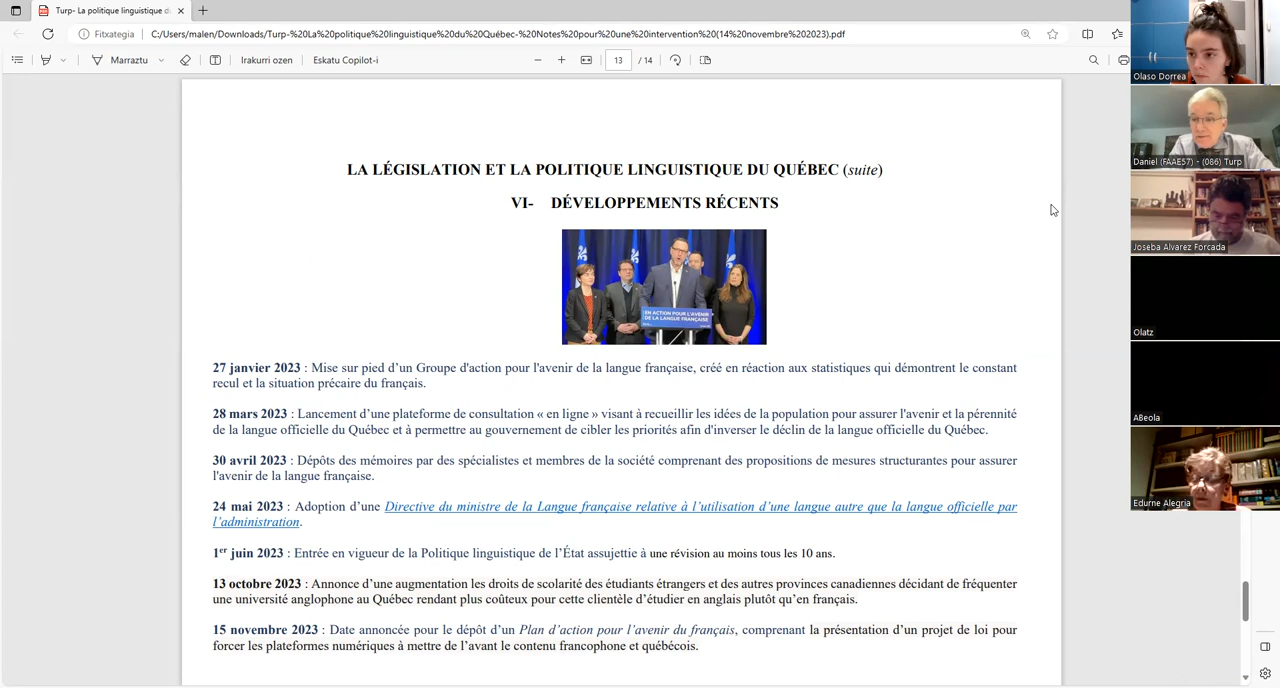 Turp- La politique linguistique d
Fitxategia
C:/Users/malen/Downloads/Turp-%20La%20politique%20linguistique%20du%20Québec-%20Notes%20pour%20une%20intervention%20(14%20novembre%202023).pdf
Marraztu
Irakurri ozen
Eskatu Copilot-i
13 / 14
LA LÉGISLATION ET LA POLITIQUE LINGUISTIQUE DU QUÉBEC (suite)
VI- DÉVELOPPEMENTS RÉCENTS
EN ACTION POUR L'AVENIR
DE LA LANGUE FRANÇAISE
27 janvier 2023 : Mise sur pied d’un Groupe d'action pour l'avenir de la langue française, créé en réaction aux statistiques qui démontrent le constant
recul et la situation précaire du français.
28 mars 2023 : Lancement d’une plateforme de consultation « en ligne » visant à recueillir les idées de la population pour assurer l'avenir et la pérennité
de la langue officielle du Québec et à permettre au gouvernement de cibler les priorités afin d'inverser le déclin de la langue officielle du Québec.
30 avril 2023 : Dépôts des mémoires par des spécialistes et membres de la société comprenant des propositions de mesures structurantes pour assurer
l'avenir de la langue française.
24 mai 2023 : Adoption d’une Directive du ministre de la Langue française relative à l’utilisation d’une langue autre que la langue officielle par
l’administration.
1er juin 2023 : Entrée en vigueur de la Politique linguistique de l’État assujettie à une révision au moins tous les 10 ans.
13 octobre 2023 : Annonce d’une augmentation les droits de scolarité des étudiants étrangers et des autres provinces canadiennes décidant de fréquenter
une université anglophone au Québec rendant plus coûteux pour cette clientèle d’étudier en anglais plutôt qu’en français.
15 novembre 2023 : Date annoncée pour le dépôt d’un Plan d’action pour l’avenir du français, comprenant la présentation d’un projet de loi pour
forcer les plateformes numériques à mettre de l’avant le contenu francophone et québécois.
Olaso Dorrea
Daniel (FAAE57) - (086) Turp
Joseba Alvarez Forcada
Olatz
ABeola
Edurne Alegria